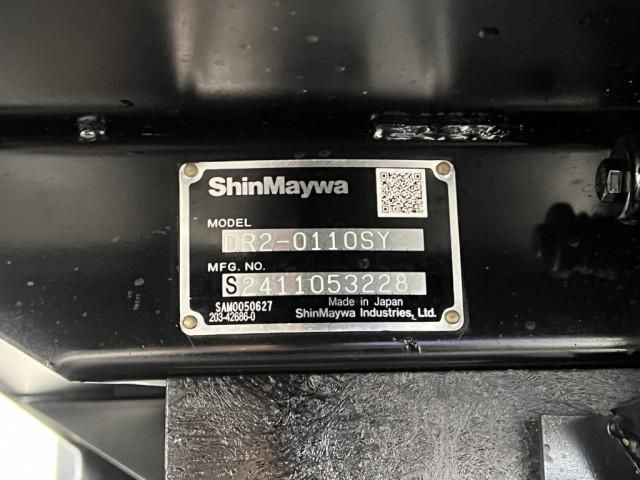 ShinMaywa
MODEL
DR2-0110SY
MFG. NO.
S2411053228
SAM0050627
Made in Japan
203-42686-0
ShinMaywa Industries, Ltd.